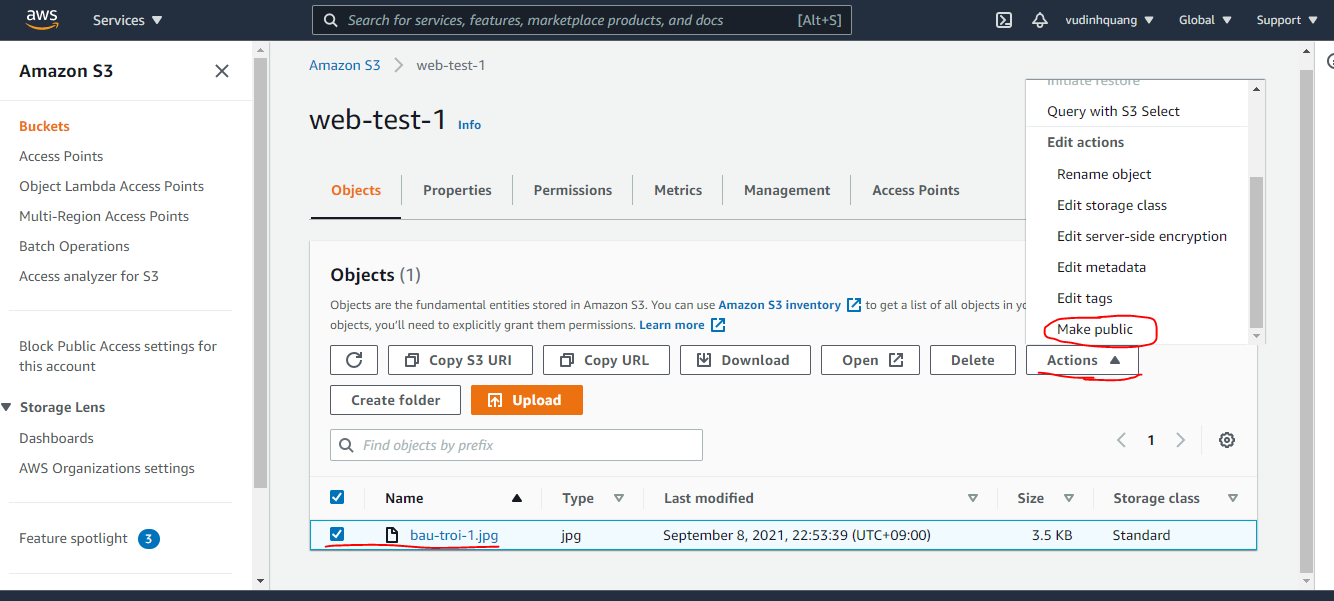 aws Services Search for services, features, marketplace products, and docs [Alt+S] vudinhquang Global Support
Amazon S3
Buckets
Access Points
Object Lambda Access Points
Multi-Region Access Points
Batch Operations
Access analyzer for S3
Block Public Access settings for
this account
Storage Lens
Dashboards
AWS Organizations settings
Feature spotlight 3
Amazon S3 web-test-1
web-test-1 Info
Objects Properties Permissions Metrics Management Access Points
Objects (1)
Objects are the fundamental entities stored in Amazon S3. You can use Amazon S3 inventory to get a list of all objects in
objects, you'll need to explicitly grant them permissions. Learn more
Initiate restore
Query with S3 Select
Edit actions
Rename object
Edit storage class
Edit server-side encryption
Edit metadata
Edit tags
Make public
Copy S3 URI Copy URL Download Open Delete Actions
Create folder Upload
Find objects by prefix 1
Name Type Last modified Size Storage class
bau-troi-1.jpg jpg September 8, 2021, 22:53:39 (UTC+09:00) 3.5 KB Standard